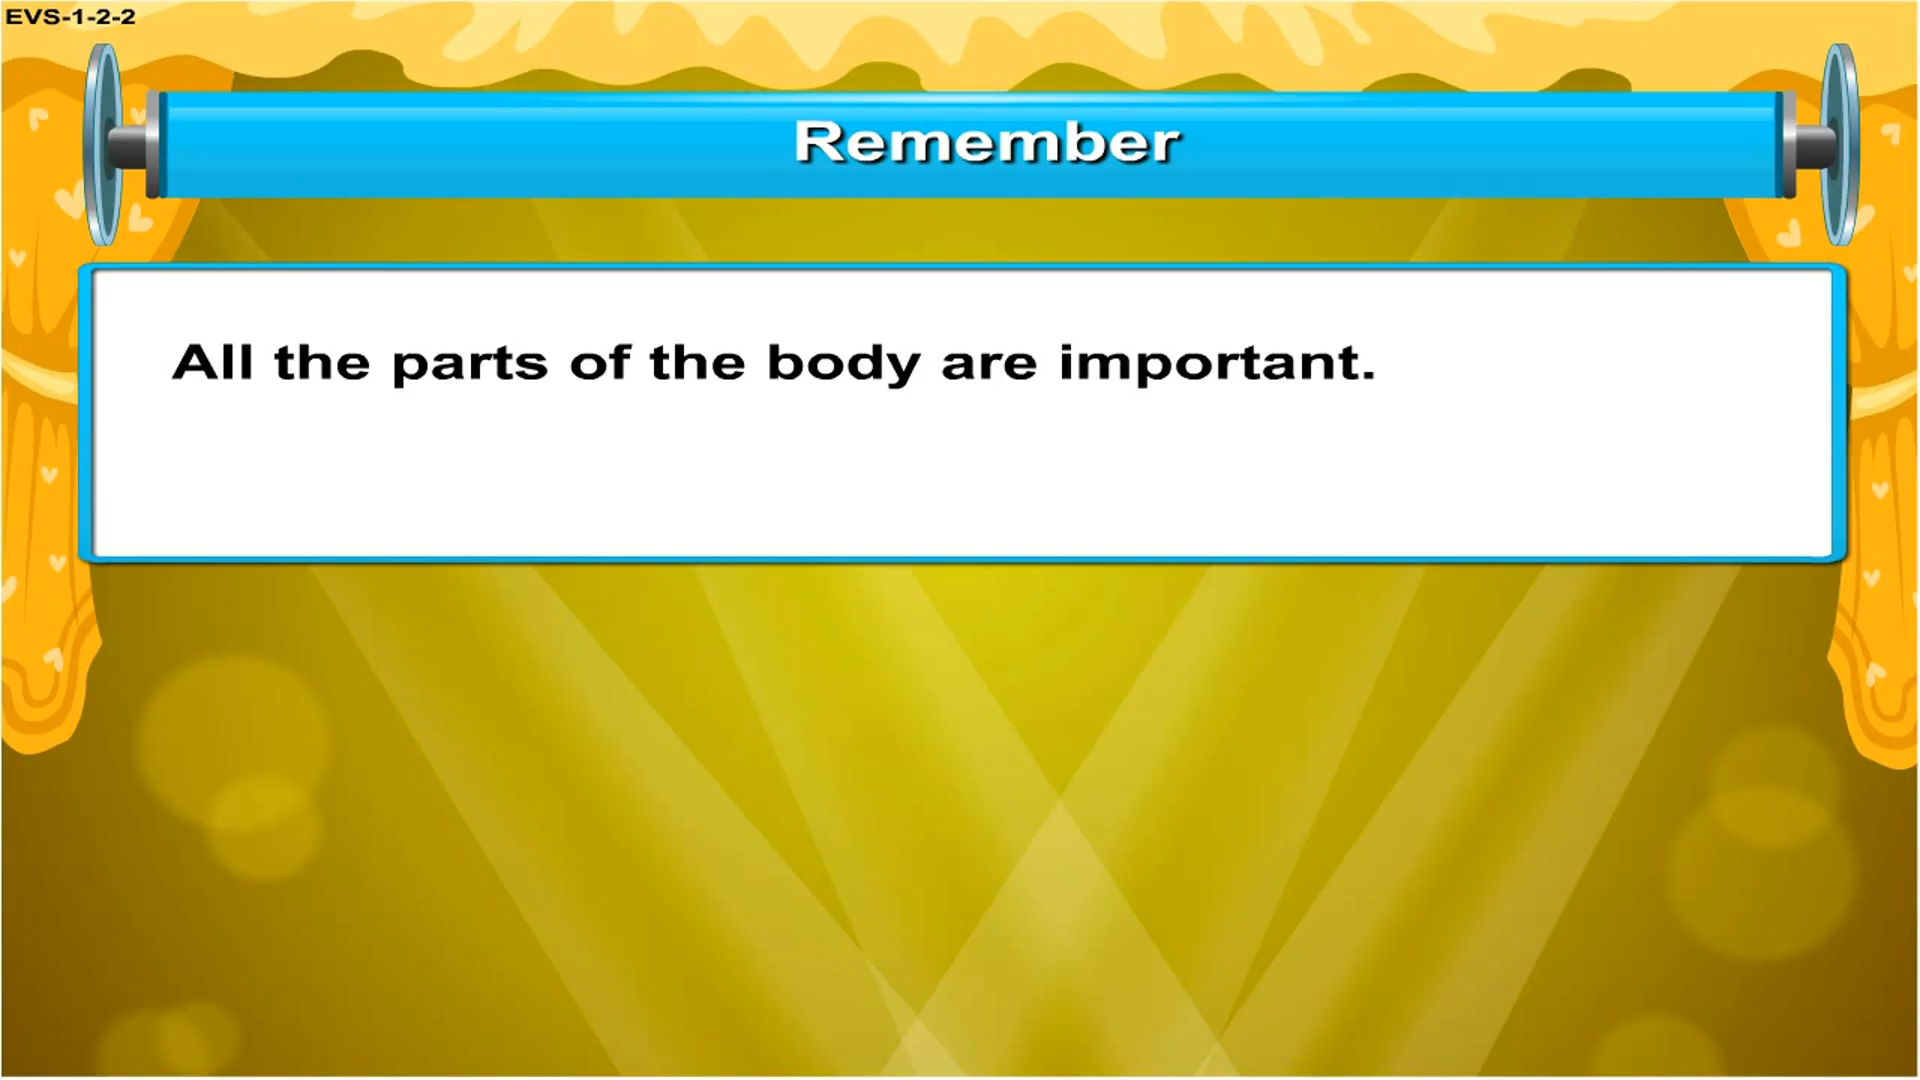 EVS-1-2-2
Remember
All the parts of the body are important.